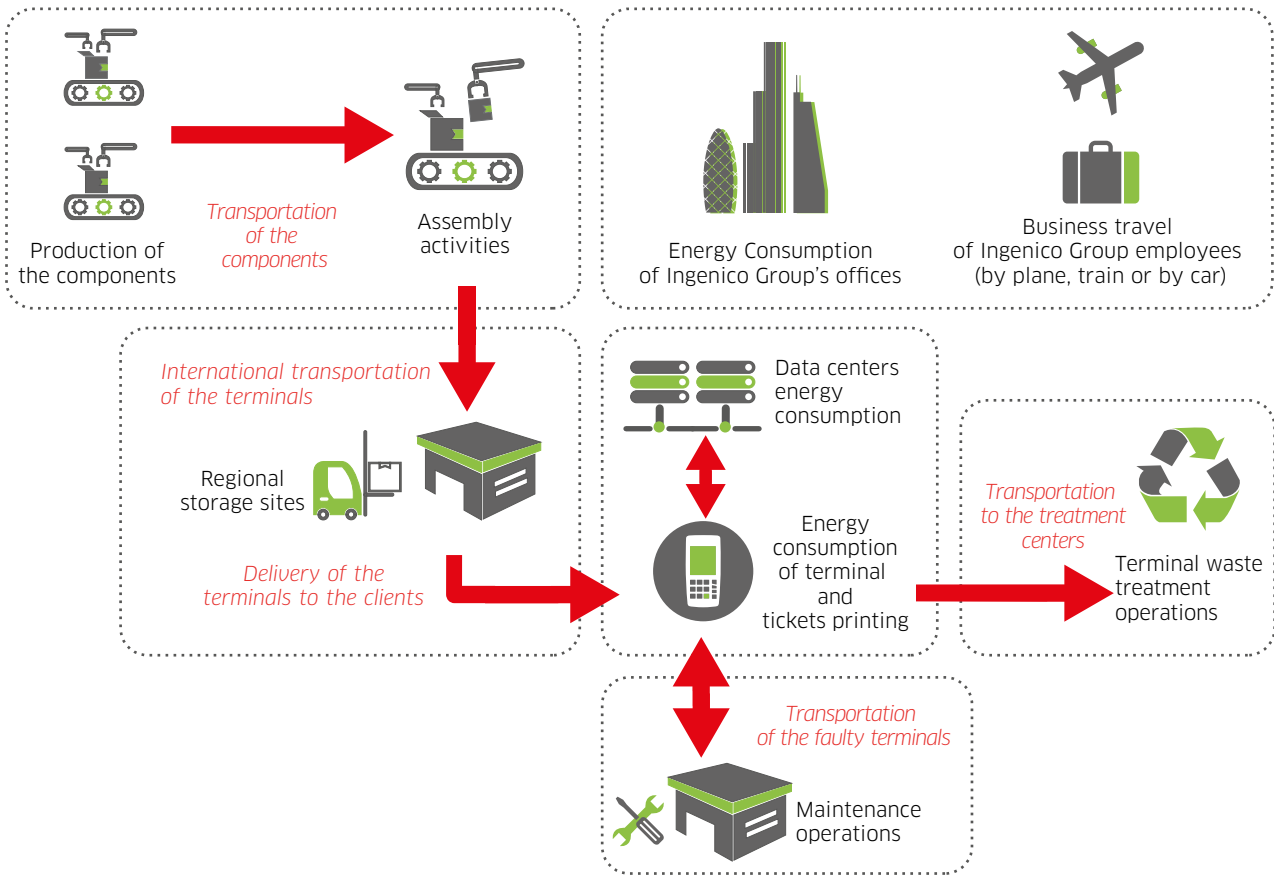 Production of
the components
Transportation
of the
components
Assembly
activities
Energy Consumption
of Ingenico Group's offices
Business travel
of Ingenico Group employees
(by plane, train or by car)
International transportation
of the terminals
Regional
storage sites
Delivery of the
terminals to the clients
Data centers
energy
consumption
Energy
consumption
of terminal
and
tickets printing
Transportation
to the treatment
centers
Terminal waste
treatment
operations
Transportation
of the faulty terminals
Maintenance
operations